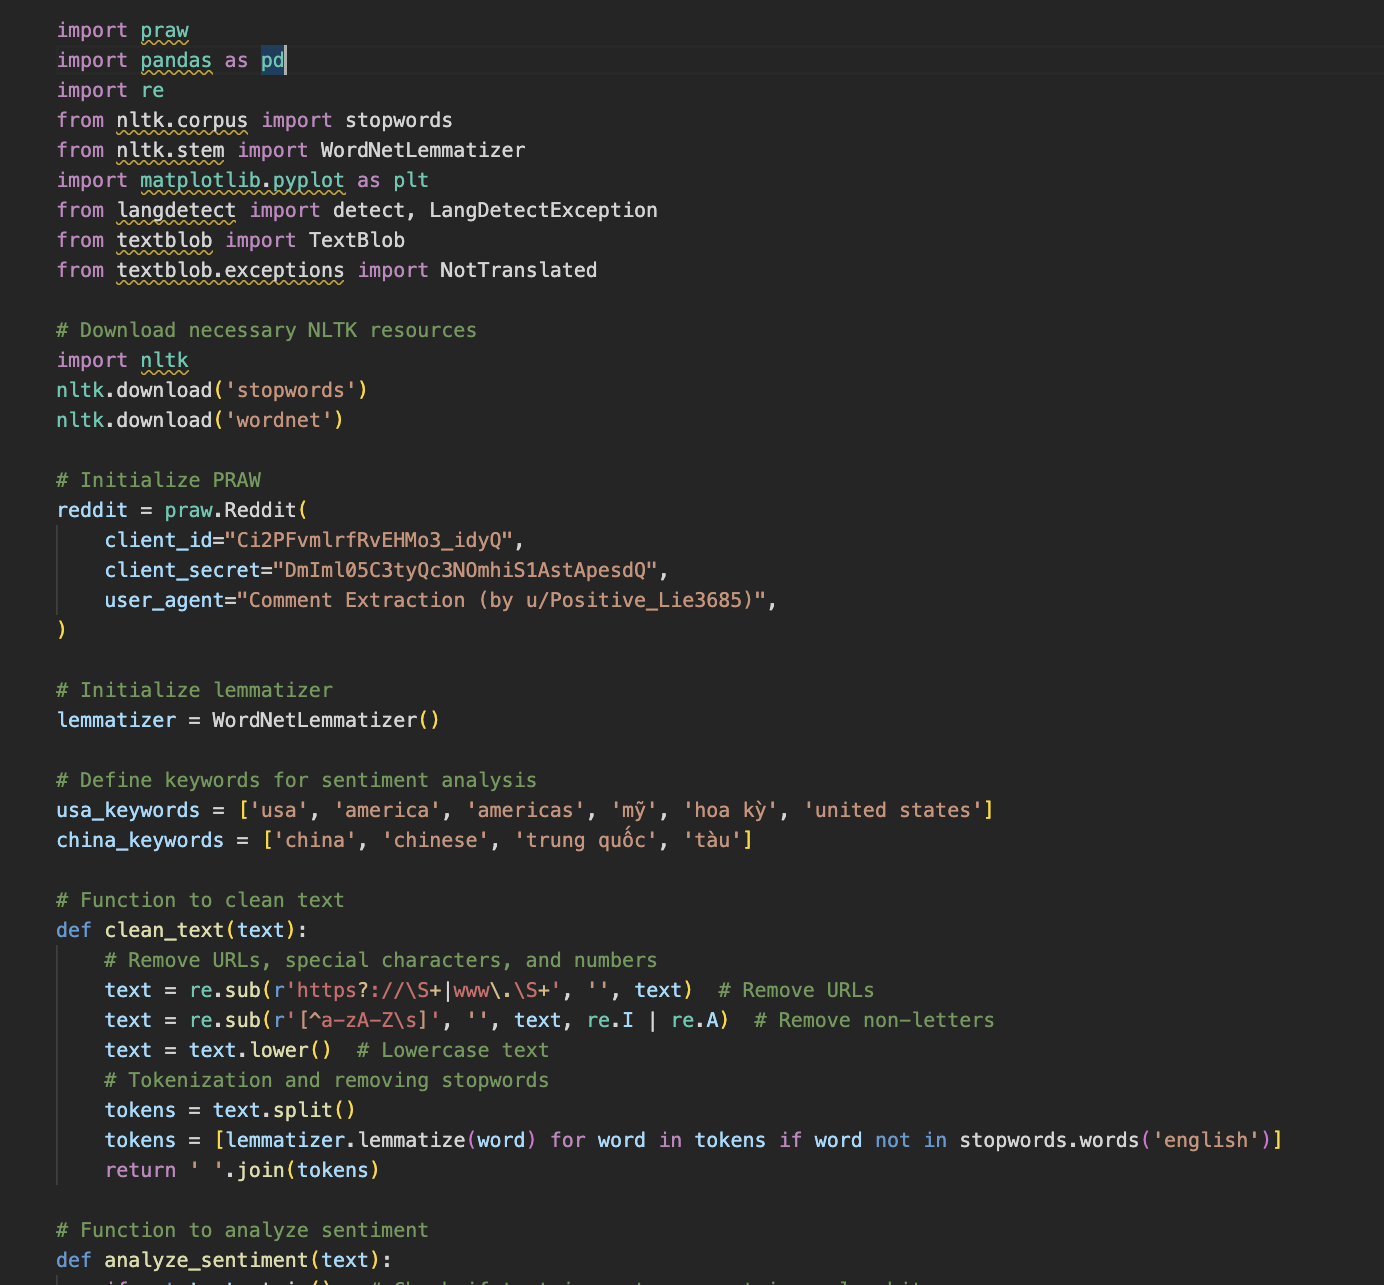 import praw
import pandas as pd
import re
from nltk.corpus import stopwords
from nltk.stem import WordNetLemmatizer
import matplotlib.pyplot as plt
from langdetect import detect, LangDetectException
from textblob import TextBlob
from textblob.exceptions import NotTranslated
# Download necessary NLTK resources
import nltk
nltk.download('stopwords')
nltk.download('wordnet')
# Initialize PRAW
reddit = praw.Reddit(
client_id="Ci2PFvmlrfRvEHMo3_idyQ",
client_secret="DmIml05C3tyQc3NOmhiS1AstApesdQ",
user_agent="Comment Extraction (by u/Positive_Lie3685)",
)
# Initialize lemmatizer
lemmatizer = WordNetLemmatizer()
# Define keywords for sentiment analysis
usa_keywords = ['usa', 'america', 'americas', 'mỹ', 'hoa kỳ', 'united states']
china_keywords = ['china', 'chinese', 'trung quốc', 'tàu']
# Function to clean text
def clean_text(text):
# Remove URLs, special characters, and numbers
text = re.sub(r'https?://\S+|www\.\S+', '', text)  # Remove URLs
text = re.sub(r'[^a-zA-Z\s]', '', text, re.I | re.A)  # Remove non-letters
text = text.lower()  # Lowercase text
# Tokenization and removing stopwords
tokens = text.split()
tokens = [lemmatizer.lemmatize(word) for word in tokens if word not in stopwords.words('english')]
return ' '.join(tokens)
# Function to analyze sentiment
def analyze_sentiment(text):